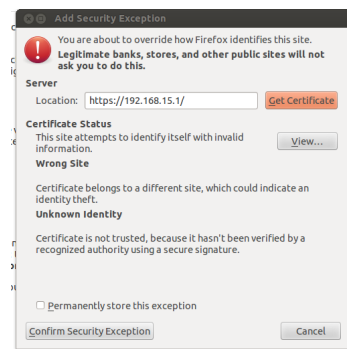 Add Security Exception
You are about to override how Firefox identifies this site.
Legitimate banks, stores, and other public sites will not
ask you to do this.
Server
Location: https://192.168.15.1/ Get Certificate
Certificate Status
This site attempts to identify itself with invalid
information.
View...
Wrong Site
Certificate belongs to a different site, which could indicate an
identity theft.
Unknown Identity
Certificate is not trusted, because it hasn't been verified by a
recognized authority using a secure signature.
Permanently store this exception
Confirm Security Exception Cancel